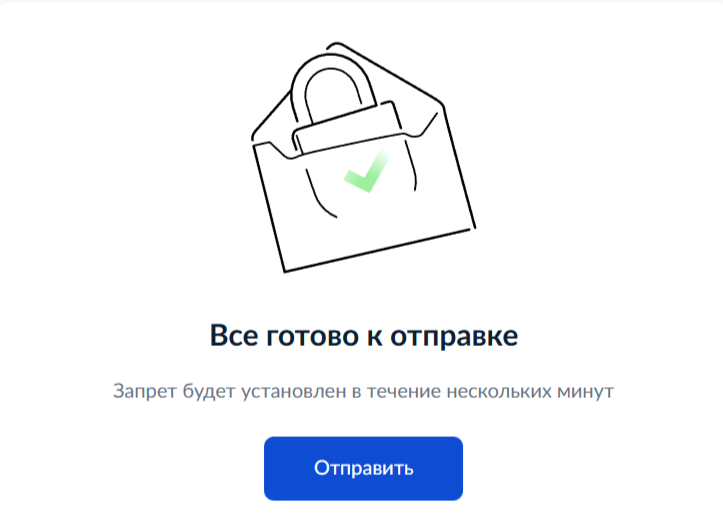 Все готово к отправке
Запрет будет установлен в течение нескольких минут
Отправить